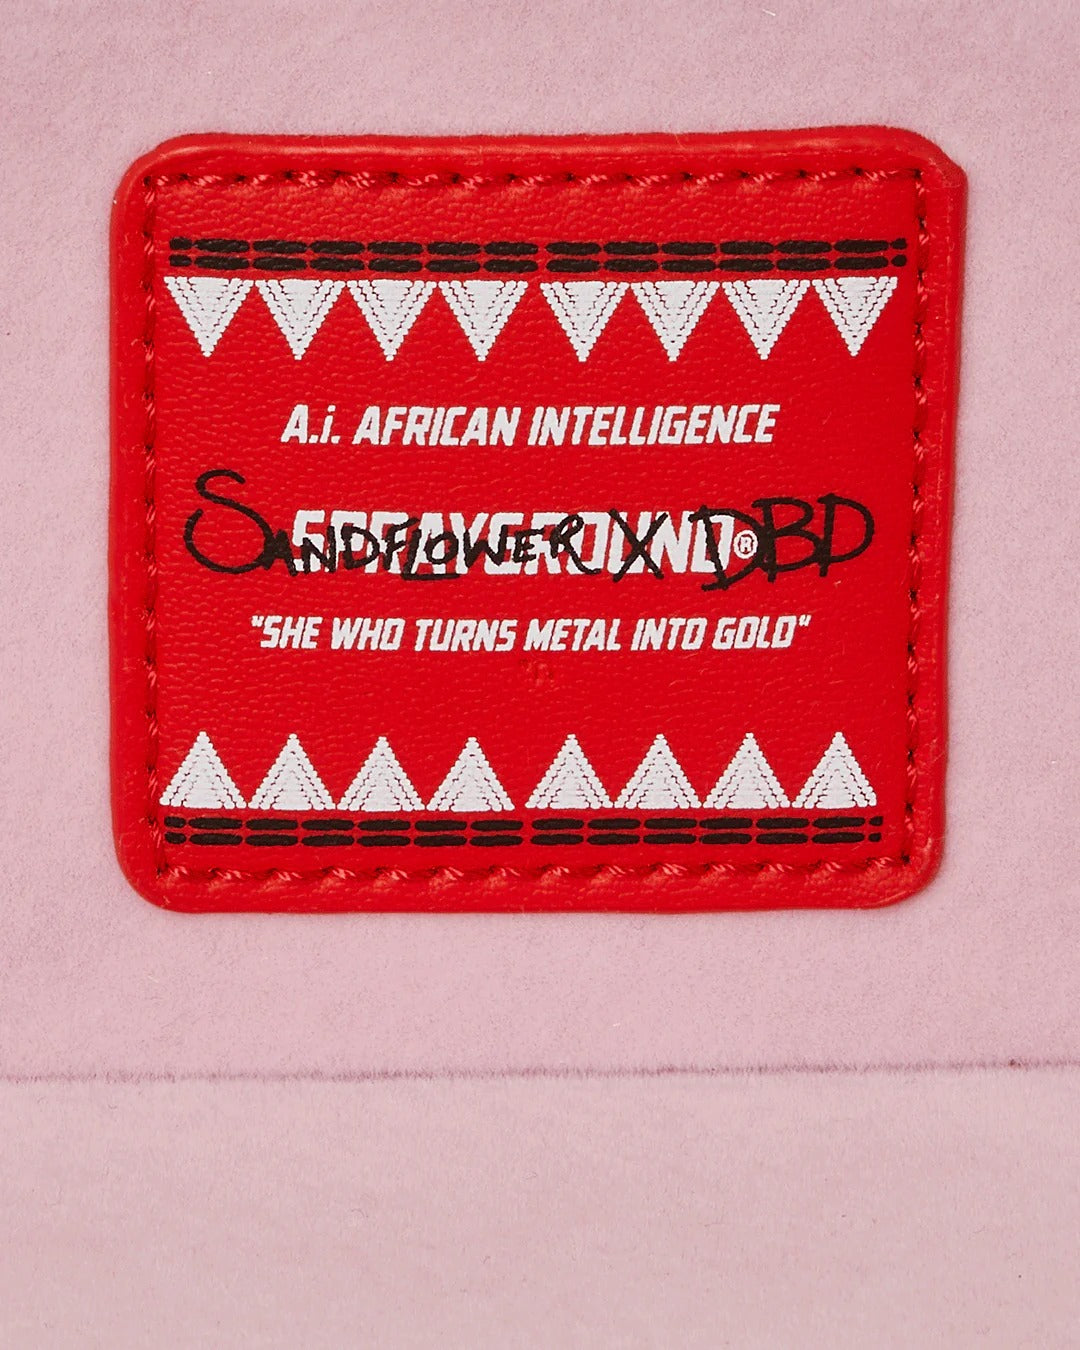 A.i. AFRICAN INTELLIGENCE
SPRAYGROUND®
SANDFLOWER X DBD
"SHE WHO TURNS METAL INTO GOLD"